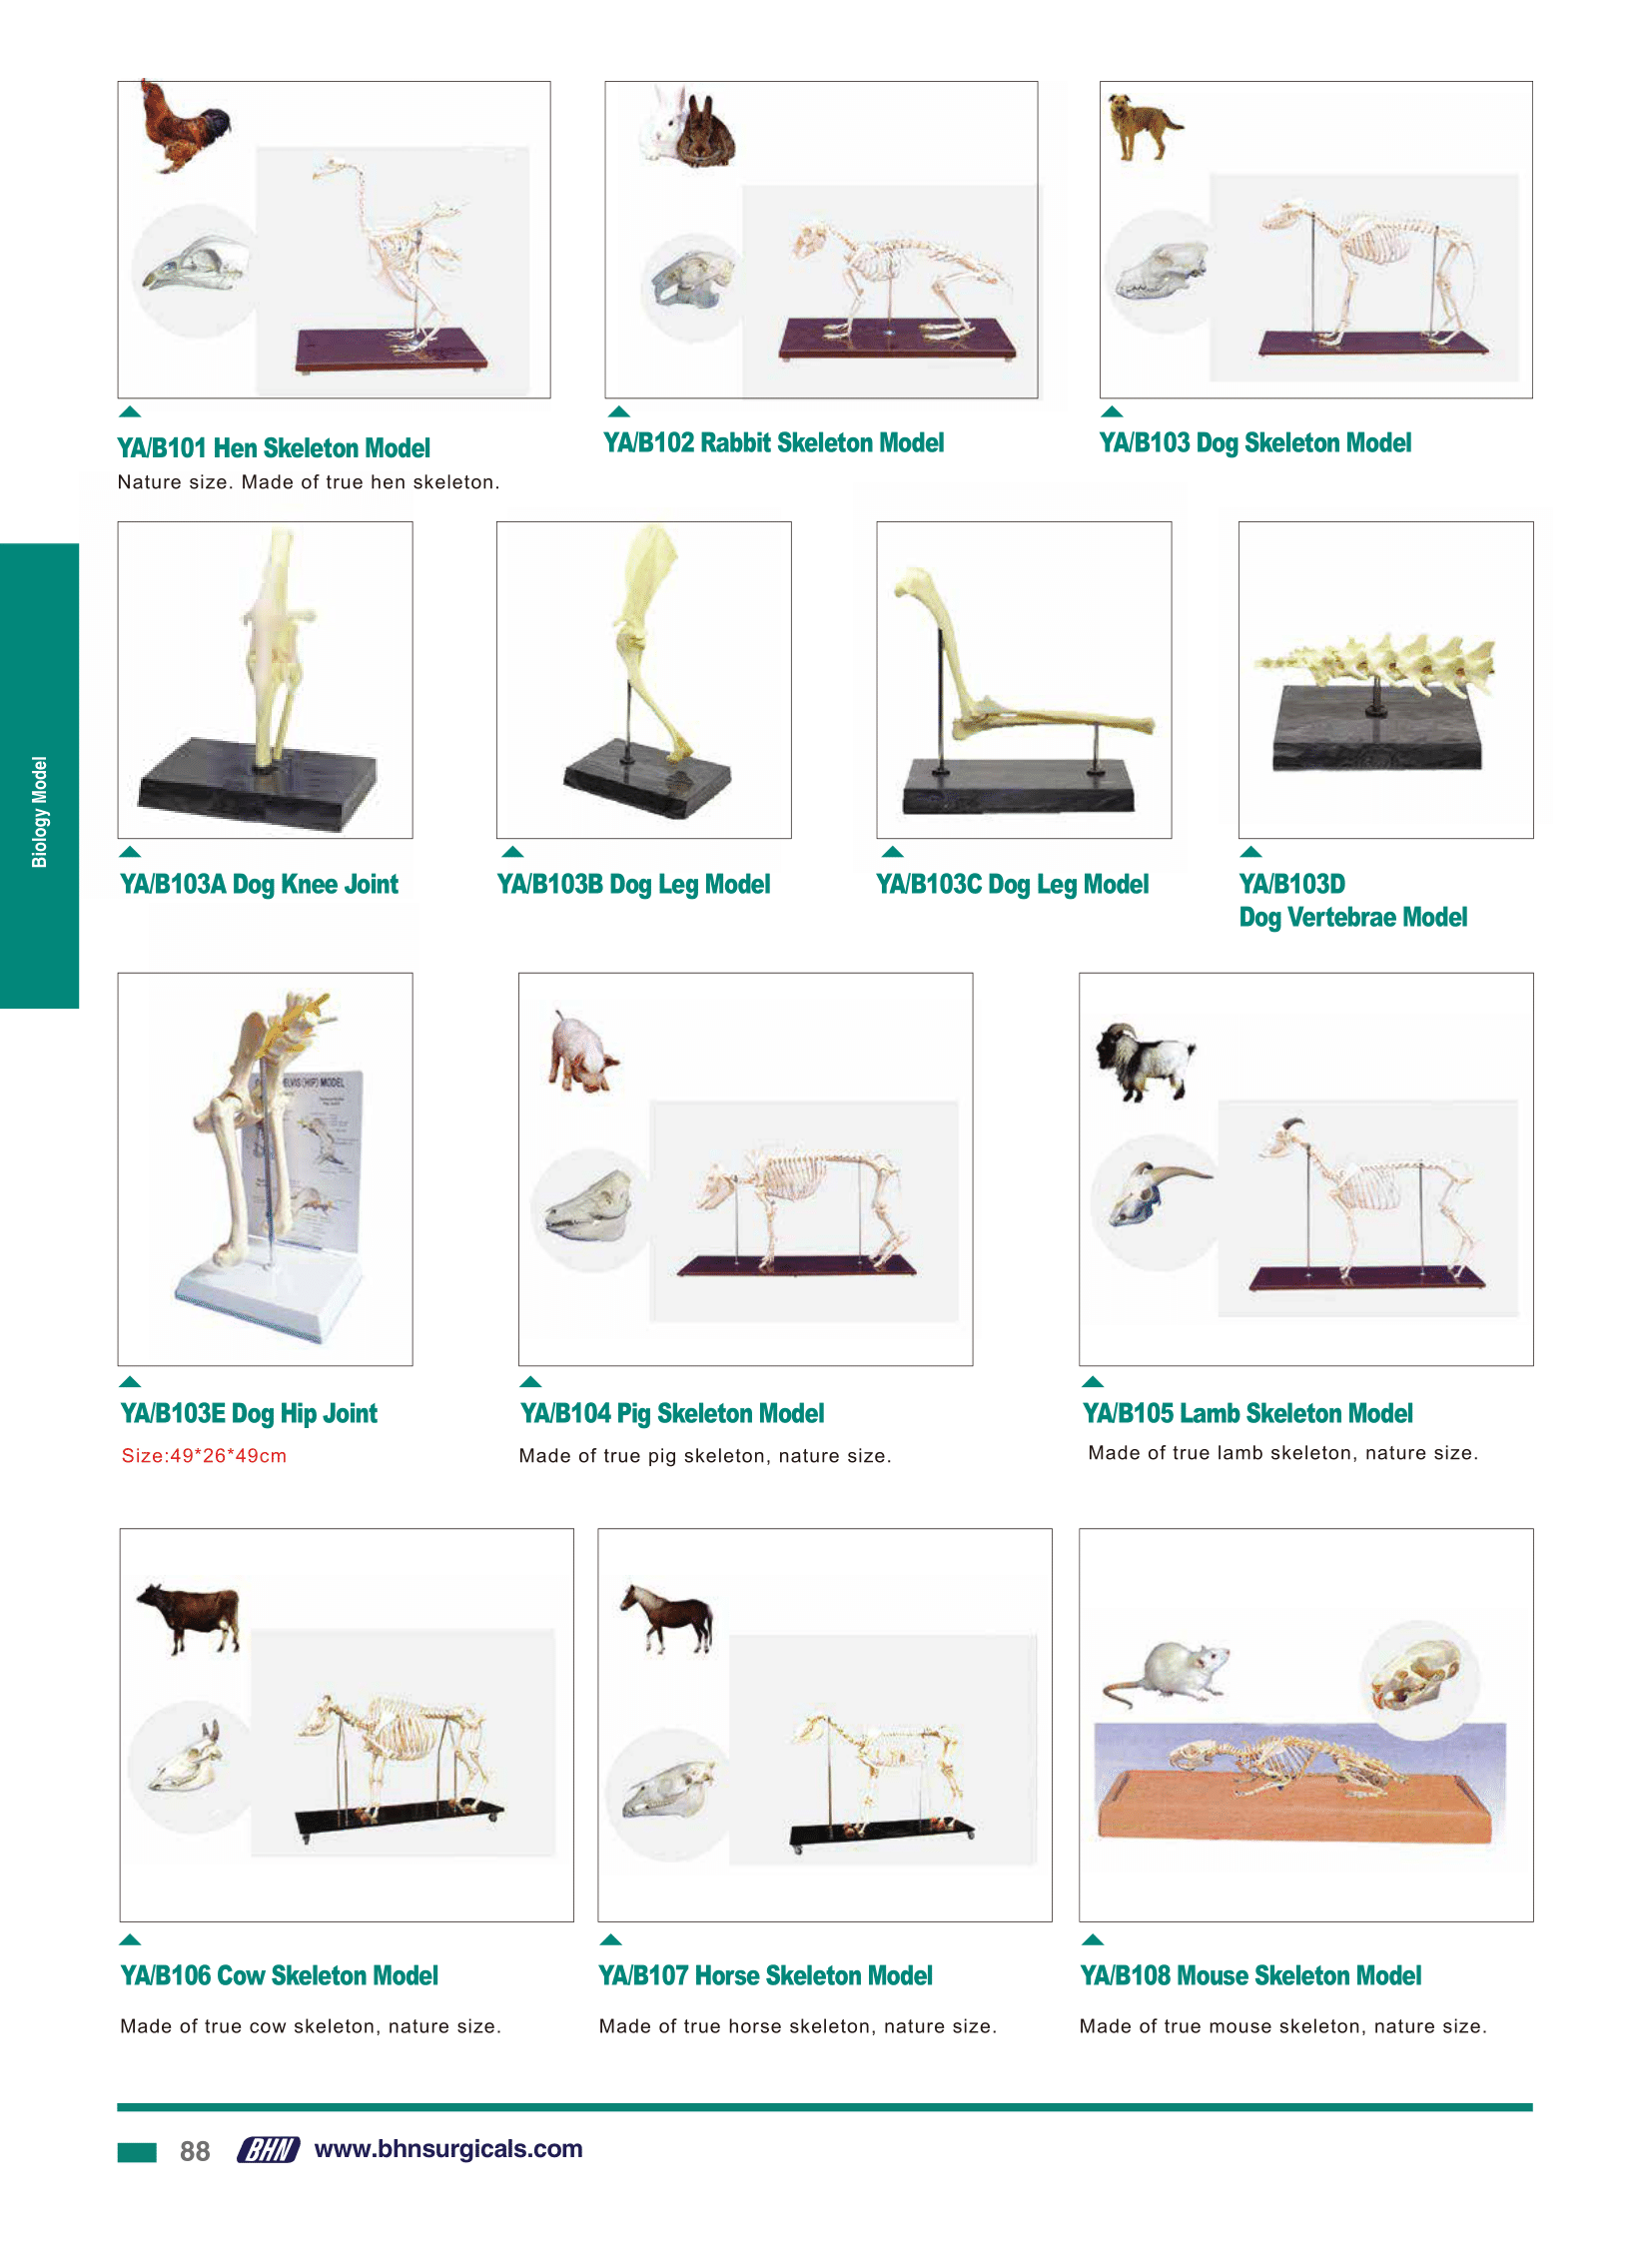 YA/B101 Hen Skeleton Model
Nature size. Made of true hen skeleton.
YA/B102 Rabbit Skeleton Model
YA/B103 Dog Skeleton Model
Biology Model
YA/B103A Dog Knee Joint
YA/B103B Dog Leg Model
YA/B103C Dog Leg Model
YA/B103D
Dog Vertebrae Model
ELVIS (HIP) MODEL
YA/B103E Dog Hip Joint
Size:49*26*49cm
YA/B104 Pig Skeleton Model
Made of true pig skeleton, nature size.
YA/B105 Lamb Skeleton Model
Made of true lamb skeleton, nature size.
YA/B106 Cow Skeleton Model
Made of true cow skeleton, nature size.
YA/B107 Horse Skeleton Model
Made of true horse skeleton, nature size.
YA/B108 Mouse Skeleton Model
Made of true mouse skeleton, nature size.
88 BHN www.bhnsurgicals.com